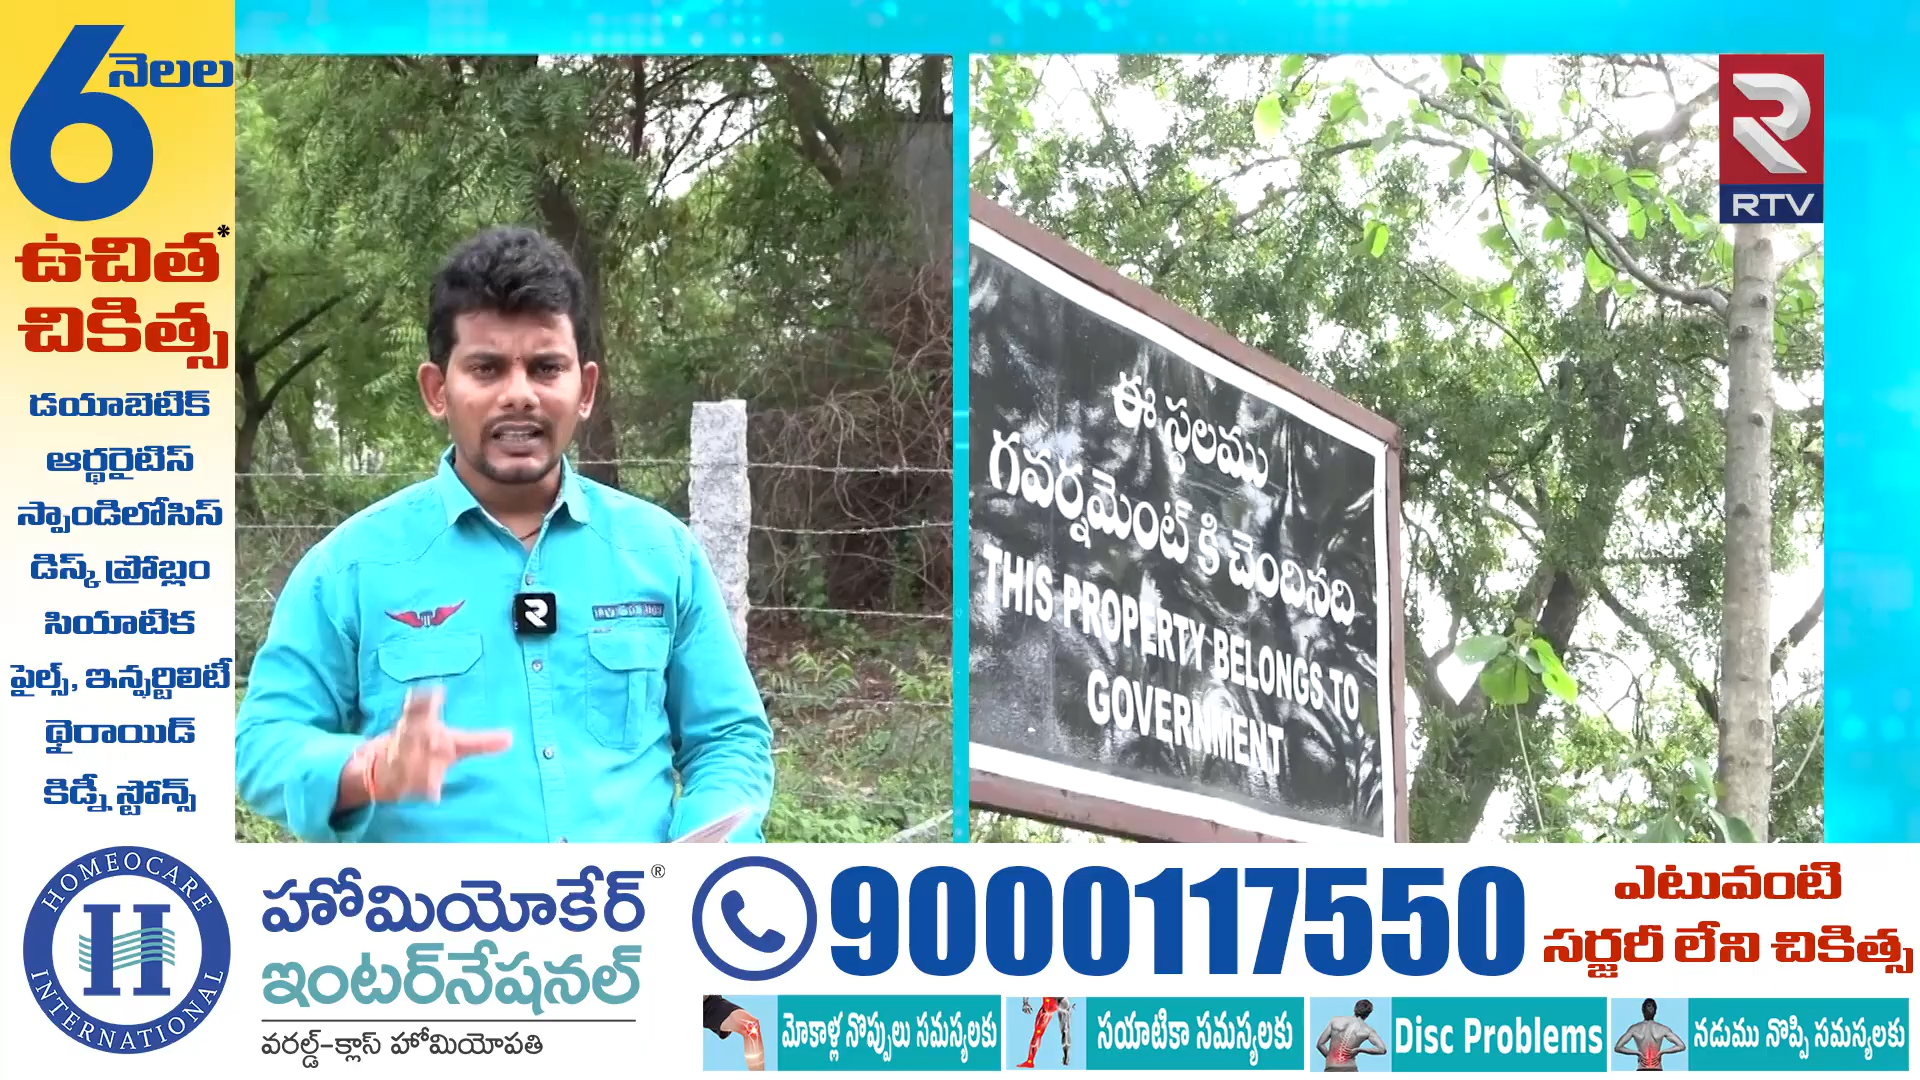 6 నెలల
ఉచిత*
చికిత్స
డయాబెటిక్
ఆర్థరైటిస్
స్పాండిలోసిస్
డిస్క్ ప్రోబ్లం
సియాటిక
పైల్స్, ఇన్ఫర్టిలిటీ
థైరాయిడ్
కిడ్నీ స్టోన్స్
RTV
ఈ స్థలము
గవర్నమెంట్ కి చెందినది
THIS PROPERTY BELONGS TO
GOVERNMENT
HOMEOCARE
INTERNATIONAL
H
హోమియోకేర్®
ఇంటర్‌నేషనల్
వరల్డ్-క్లాస్ హోమియోపతి
9000117550
ఎటువంటి
సర్జరీ లేని చికిత్స
మోకాళ్ల నొప్పులు సమస్యలకు
సయాటికా సమస్యలకు
Disc Problems
నడుము నొప్పి సమస్యలకు